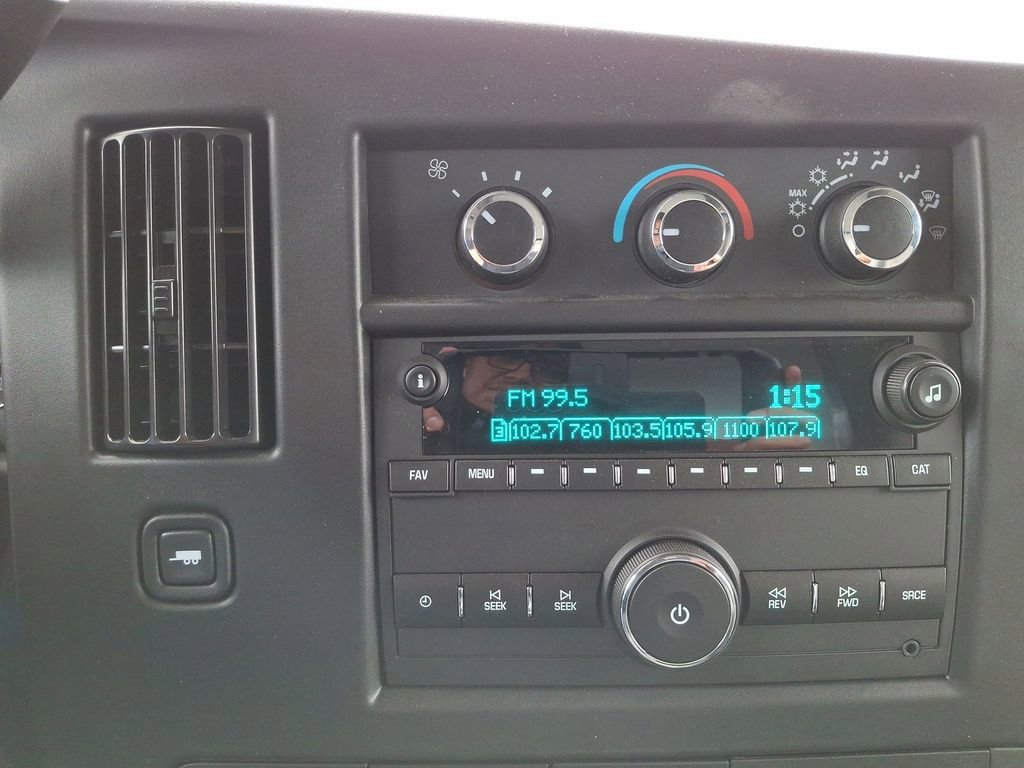 MAX
i
FM 99.5 1:15
3 102.7 760 103.5 105.9 1100 107.9
FAV MENU EQ CAT
SEEK SEEK REV FWD SRCE